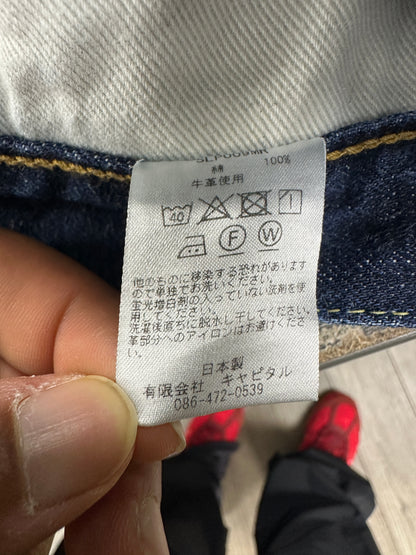 綿 100%
牛革使用
40
F W
他のものに移染する恐れがあります
ので単独でお洗いください。使
蛍光増白剤の入っていない洗剤を使
用してください。
洗濯後直ちに脱水し干してください。
革部分へのアイロンはお避けください。
日本製
有限会社 キャピタル
086-472-0539